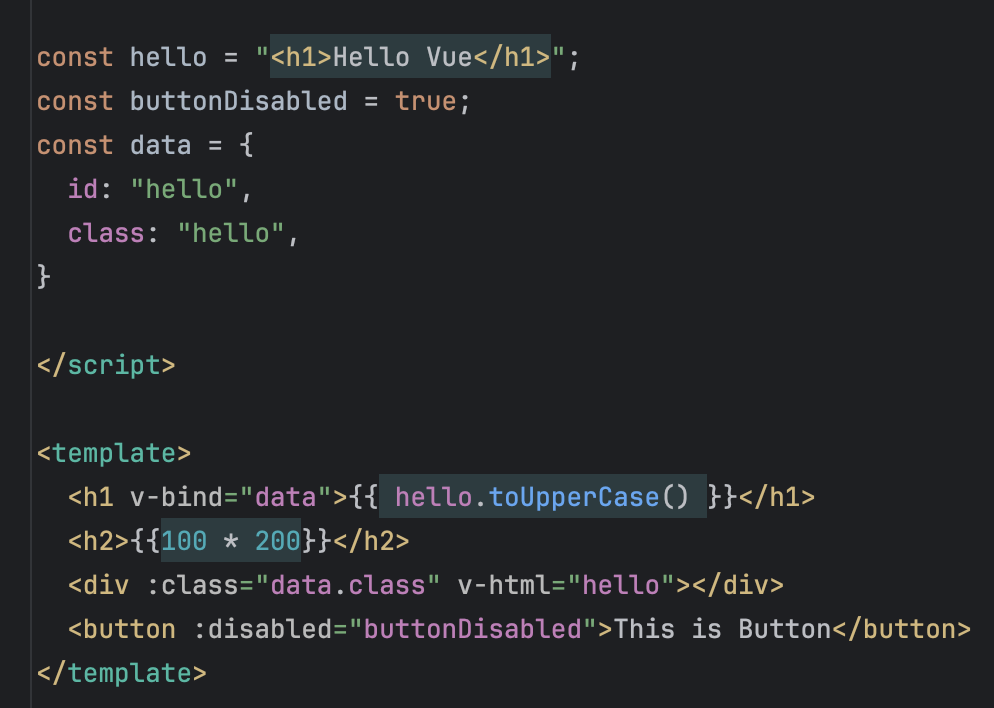 const hello = "<h1>Hello Vue</h1>";
const buttonDisabled = true;
const data = {
  id: "hello",
  class: "hello",
}
</script>
<template>
  <h1 v-bind="data">{{ hello.toUpperCase() }}</h1>
  <h2>{{100 * 200}}</h2>
  <div :class="data.class" v-html="hello"></div>
  <button :disabled="buttonDisabled">This is Button</button>
</template>